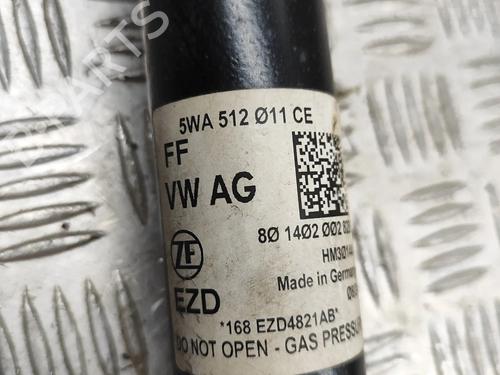 5WA 512 Ø11 CE
FF
VW AG
8Ø 14Ø2 ØØ2
ZF
Made in Germany
EZD
*168 EZD4821AB*
DO NOT OPEN - GAS PRESSU
PARTS